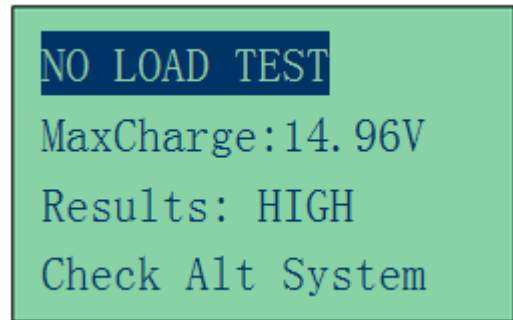 NO LOAD TEST
MaxCharge:14.96V
Results: HIGH
Check Alt System